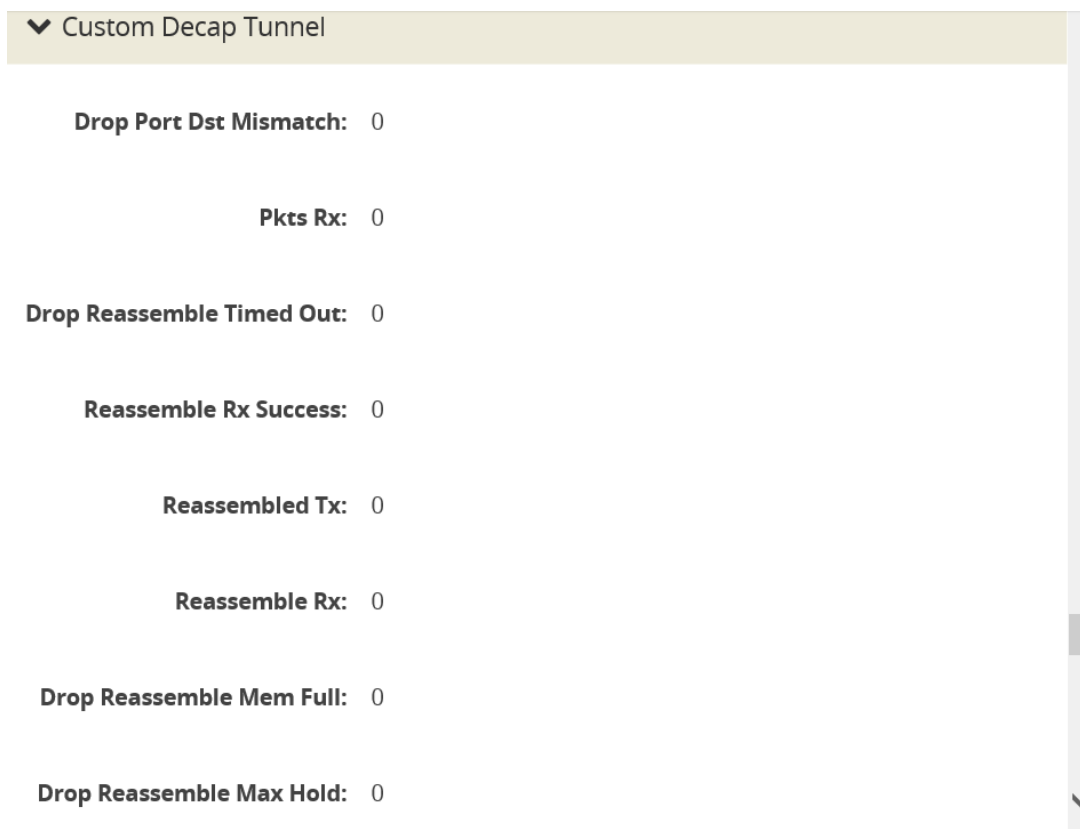 Custom Decap Tunnel
Drop Port Dst Mismatch: 0
Pkts Rx: 0
Drop Reassemble Timed Out: 0
Reassemble Rx Success: 0
Reassembled Tx: 0
Reassemble Rx: 0
Drop Reassemble Mem Full: 0
Drop Reassemble Max Hold: 0